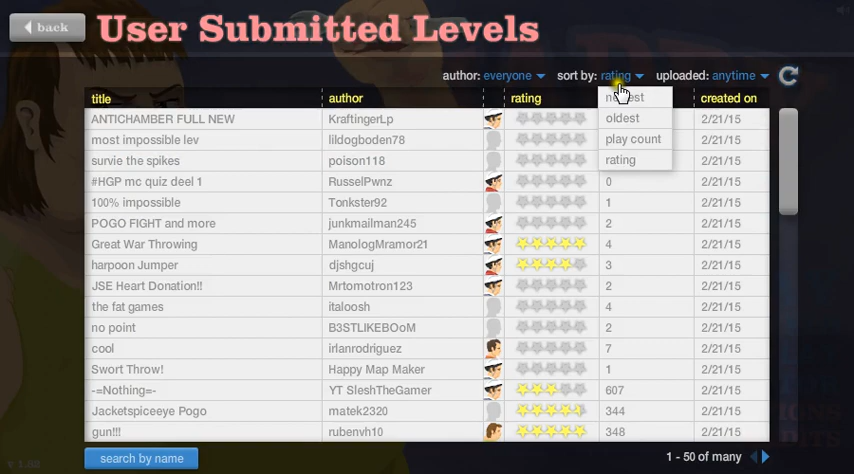 back
User Submitted Levels
author: everyone sort by: rating uploaded: anytime
title author rating created on
newest
oldest
play count
rating
ANTICHAMBER FULL NEW KraftingerLp 2/21/15
most impossible lev lildogboden78 2/21/15
survie the spikes poison118 2/21/15
#HGP mc quiz deel 1 RusselPwnz 0 2/21/15
100% impossible Tonkster92 1 2/21/15
POGO FIGHT and more junkmailman245 2 2/21/15
Great War Throwing ManologMramor21 4 2/21/15
harpoon Jumper djshgcuj 3 2/21/15
JSE Heart Donation!! Mrtomotron123 2 2/21/15
the fat games italoosh 4 2/21/15
no point B3STLIKEBOoM 2 2/21/15
cool irlanrodriguez 7 2/21/15
Swort Throw! Happy Map Maker 1 2/21/15
-=Nothing=- YT SleshTheGamer 607 2/21/15
Jacketspiceeye Pogo matek2320 344 2/21/15
gun!!! rubenvh10 348 2/21/15
search by name
1 - 50 of many